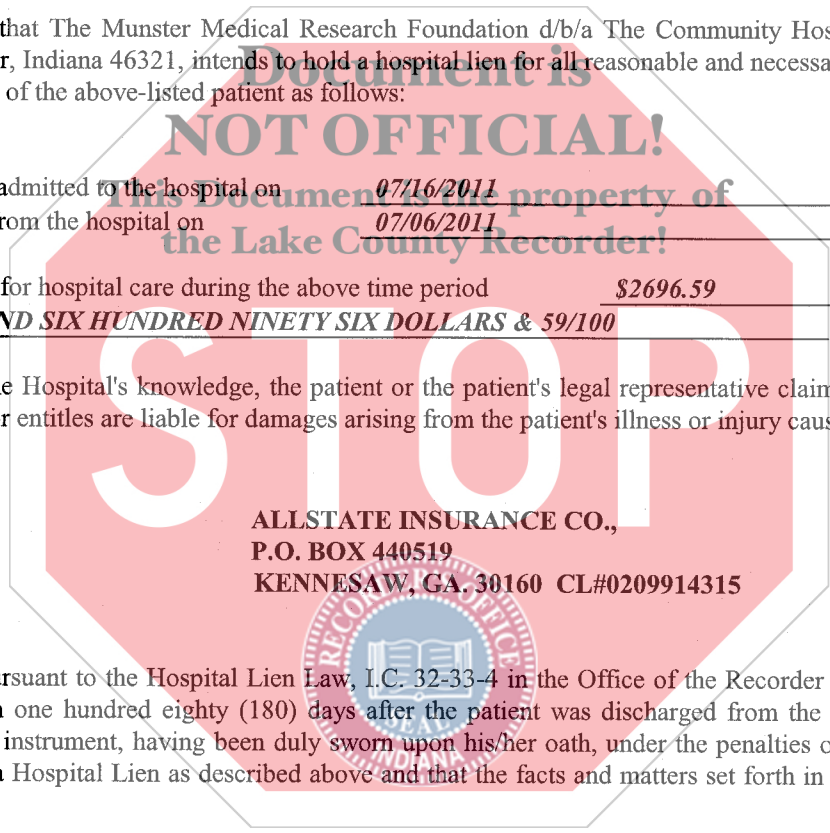 that The Munster Medical Research Foundation d/b/a The Community Hos
r, Indiana 46321, intends to hold a hospital lien for all reasonable and necessa
of the above-listed patient as follows:
Document is
NOT OFFICIAL!
admitted to the hospital on 07/16/2011
This Document is the property of
rom the hospital on 07/06/2011
the Lake County Recorder!
for hospital care during the above time period $2696.59
ND SIX HUNDRED NINETY SIX DOLLARS & 59/100
STOP
e Hospital's knowledge, the patient or the patient's legal representative claim
r entitles are liable for damages arising from the patient's illness or injury caus
ALLSTATE INSURANCE CO.,
P.O. BOX 440519
KENNESAW, GA. 30160 CL#0209914315
RECORDER'S OFFICE
SEAL
INDIANA
rsuant to the Hospital Lien Law, I.C. 32-33-4 in the Office of the Recorder
n one hundred eighty (180) days after the patient was discharged from the
instrument, having been duly sworn upon his/her oath, under the penalties o
a Hospital Lien as described above and that the facts and matters set forth in